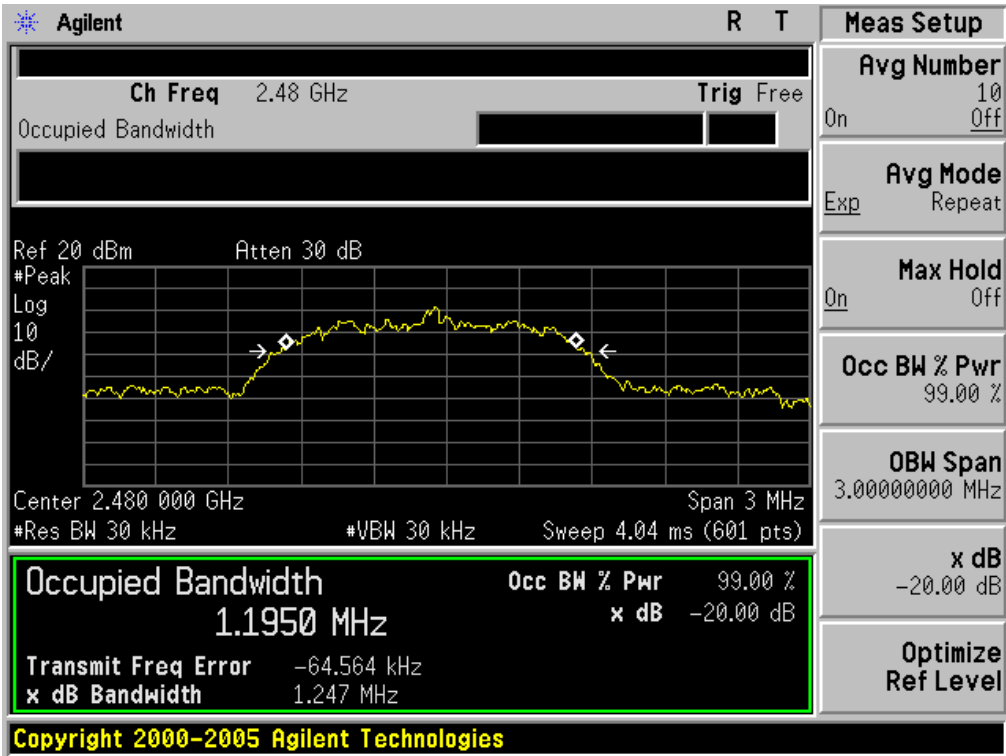 Agilent R T
Ch Freq 2.48 GHz Trig Free
Occupied Bandwidth
Ref 20 dBm Atten 30 dB
#Peak
Log
10
dB/
Center 2.480 000 GHz Span 3 MHz
#Res BW 30 kHz #VBW 30 kHz Sweep 4.04 ms (601 pts)
Occupied Bandwidth Occ BW % Pwr 99.00 %
1.1950 MHz x dB -20.00 dB
Transmit Freq Error -64.564 kHz
x dB Bandwidth 1.247 MHz
Copyright 2000-2005 Agilent Technologies
Meas Setup
Avg Number
10
On Off
Avg Mode
Exp Repeat
Max Hold
On Off
Occ BW % Pwr
99.00 %
OBW Span
3.00000000 MHz
x dB
-20.00 dB
Optimize
Ref Level